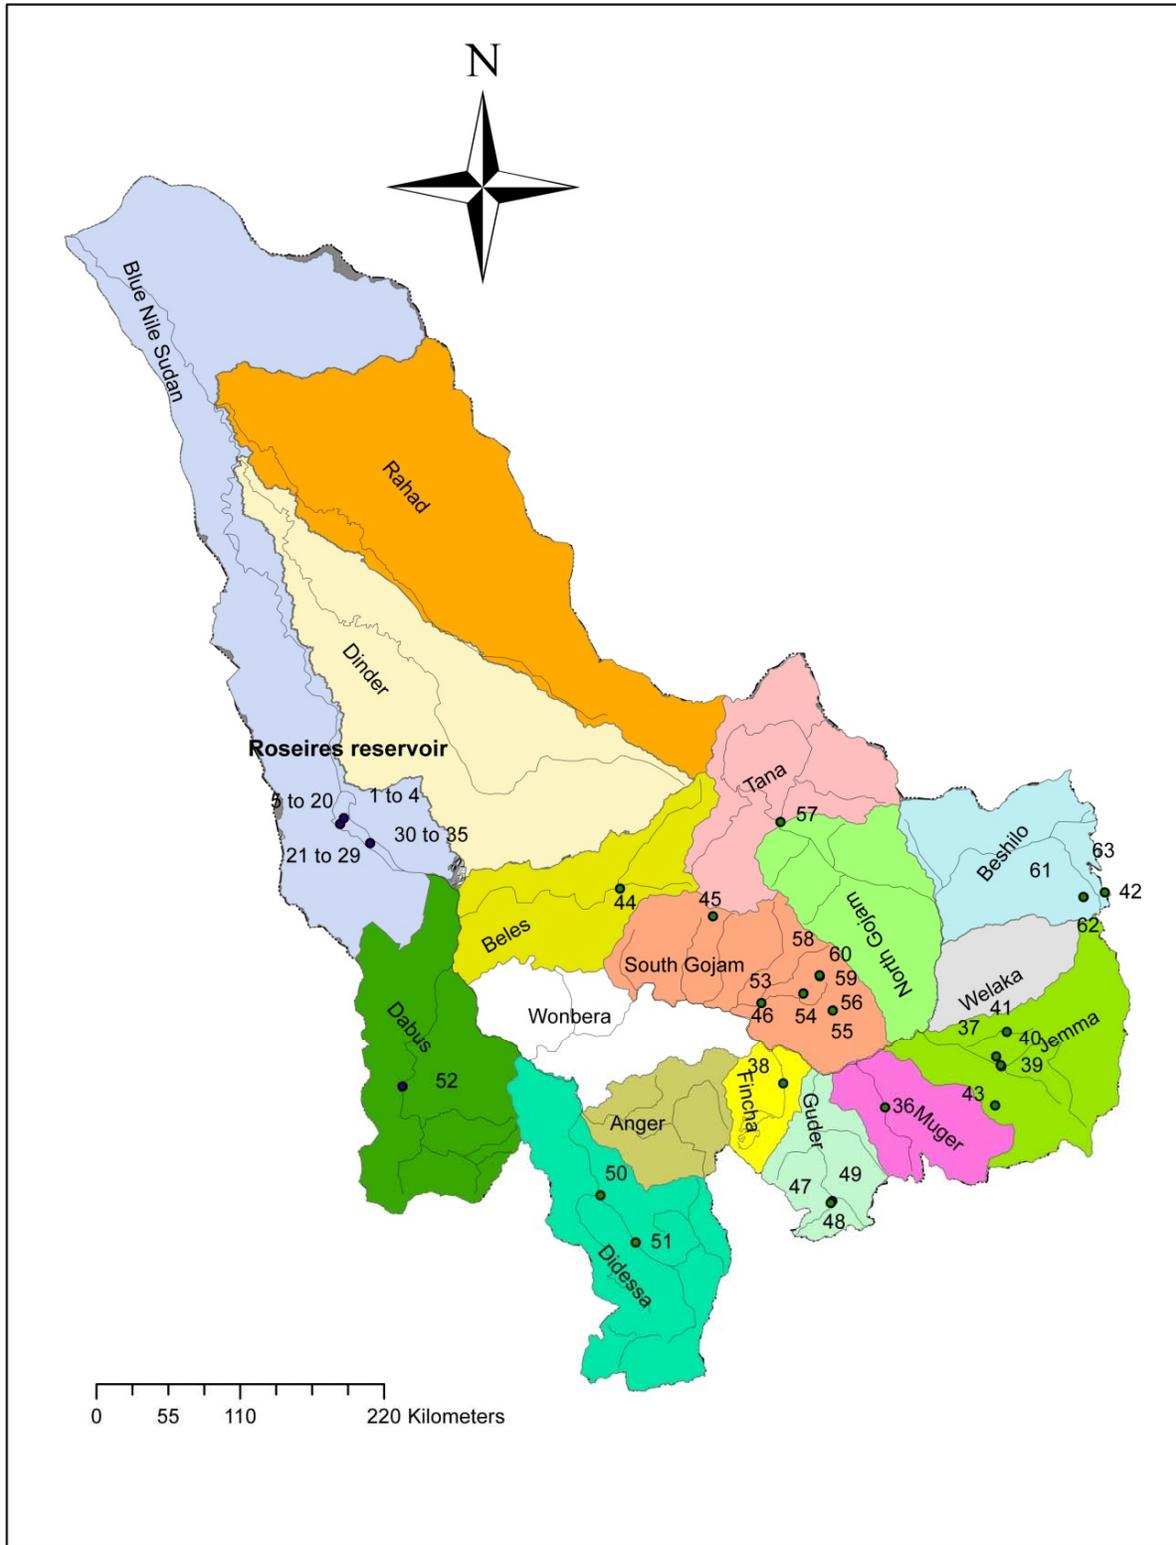 N
Blue Nile Sudan
Rahad
Dinder
Roseires reservoir
5 to 20
1 to 4
30 to 35
21 to 29
Tana
57
Beshilo
63
61
42
62
44
45
Beles
South Gojam
North Gojam
58
60
59
53
46
54
56
55
Wonbera
Welaka
41
37
40
39
Jemma
43
Dabus
52
38
Fincha
Guder
36
Muger
Anger
50
51
Didessa
47
49
48
0
55
110
220 Kilometers